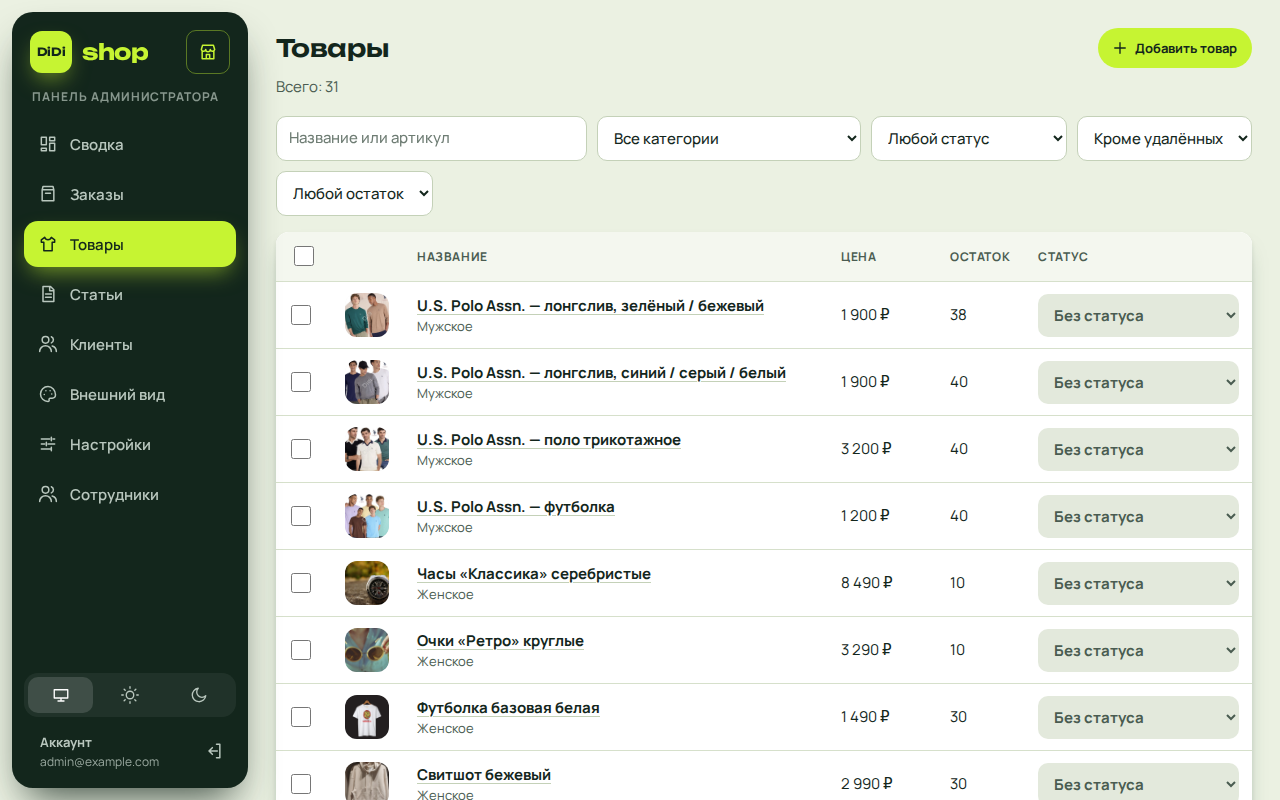 DiDi shop
ПАНЕЛЬ АДМИНИСТРАТОРА
Сводка
Заказы
Товары
Статьи
Клиенты
Внешний вид
Настройки
Сотрудники
Аккаунт
admin@example.com
Товары
Добавить товар
Всего: 31
Название или артикул
Все категории
Любой статус
Кроме удалённых
Любой остаток
НАЗВАНИЕ ЦЕНА ОСТАТОК СТАТУС
U.S. Polo Assn. — лонгслив, зелёный / бежевый
Мужское
1 900 ₽ 38 Без статуса
U.S. Polo Assn. — лонгслив, синий / серый / белый
Мужское
1 900 ₽ 40 Без статуса
U.S. Polo Assn. — поло трикотажное
Мужское
3 200 ₽ 40 Без статуса
U.S. Polo Assn. — футболка
Мужское
1 200 ₽ 40 Без статуса
Часы «Классика» серебристые
Женское
8 490 ₽ 10 Без статуса
Очки «Ретро» круглые
Женское
3 290 ₽ 10 Без статуса
Футболка базовая белая
Женское
1 490 ₽ 30 Без статуса
Свитшот бежевый
Женское
2 990 ₽ 30 Без статуса